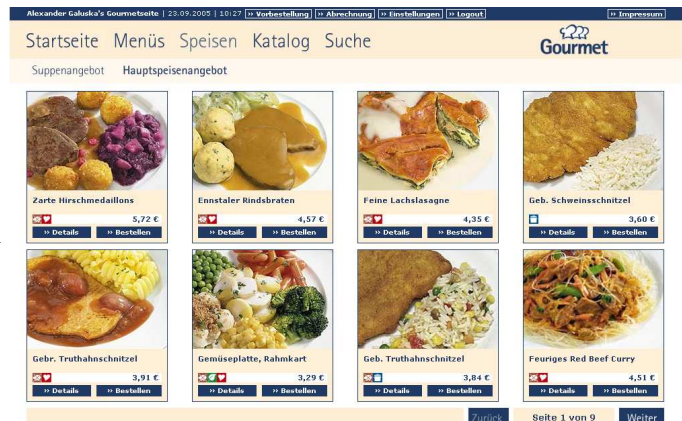 Alexander Galuska's Gourmetseite | 23.09.2005 | 10:27 ›› Vorbestellung ›› Abrechnung ›› Einstellungen ›› Logout ›› Impressum
Startseite Menüs Speisen Katalog Suche
Gourmet
Suppenangebot Hauptspeisenangebot
Zarte Hirschmedaillons Ennstaler Rindsbraten Feine Lachslasagne Geb. Schweinsschnitzel
5,72 € 4,57 € 4,35 € 3,60 €
›› Details ›› Bestellen ›› Details ›› Bestellen ›› Details ›› Bestellen ›› Details ›› Bestellen
Gebr. Truthahnschnitzel Gemüseplatte, Rahmkart Geb. Truthahnschnitzel Feuriges Red Beef Curry
3,91 € 3,29 € 3,84 € 4,51 €
›› Details ›› Bestellen ›› Details ›› Bestellen ›› Details ›› Bestellen ›› Details ›› Bestellen
Zurück Seite 1 von 9 Weiter